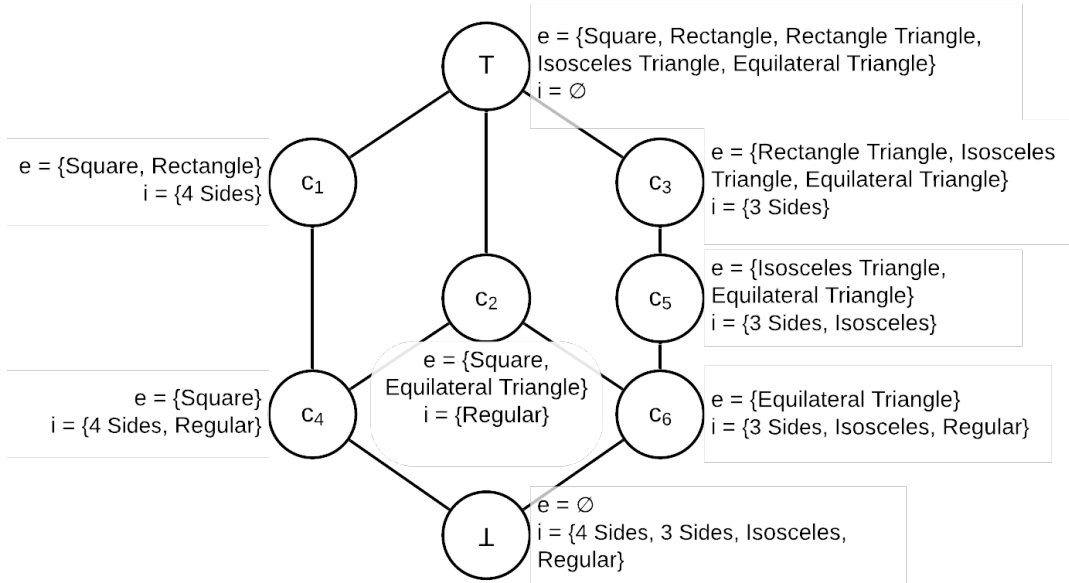 T
e = {Square, Rectangle, Rectangle Triangle,
Isosceles Triangle, Equilateral Triangle}
i = ∅
e = {Square, Rectangle}
i = {4 Sides}
c₁
c₃
e = {Rectangle Triangle, Isosceles
Triangle, Equilateral Triangle}
i = {3 Sides}
c₂
e = {Square,
Equilateral Triangle}
i = {Regular}
c₅
e = {Isosceles Triangle,
Equilateral Triangle}
i = {3 Sides, Isosceles}
e = {Square}
i = {4 Sides, Regular}
c₄
c₆
e = {Equilateral Triangle}
i = {3 Sides, Isosceles, Regular}
⊥
e = ∅
i = {4 Sides, 3 Sides, Isosceles,
Regular}